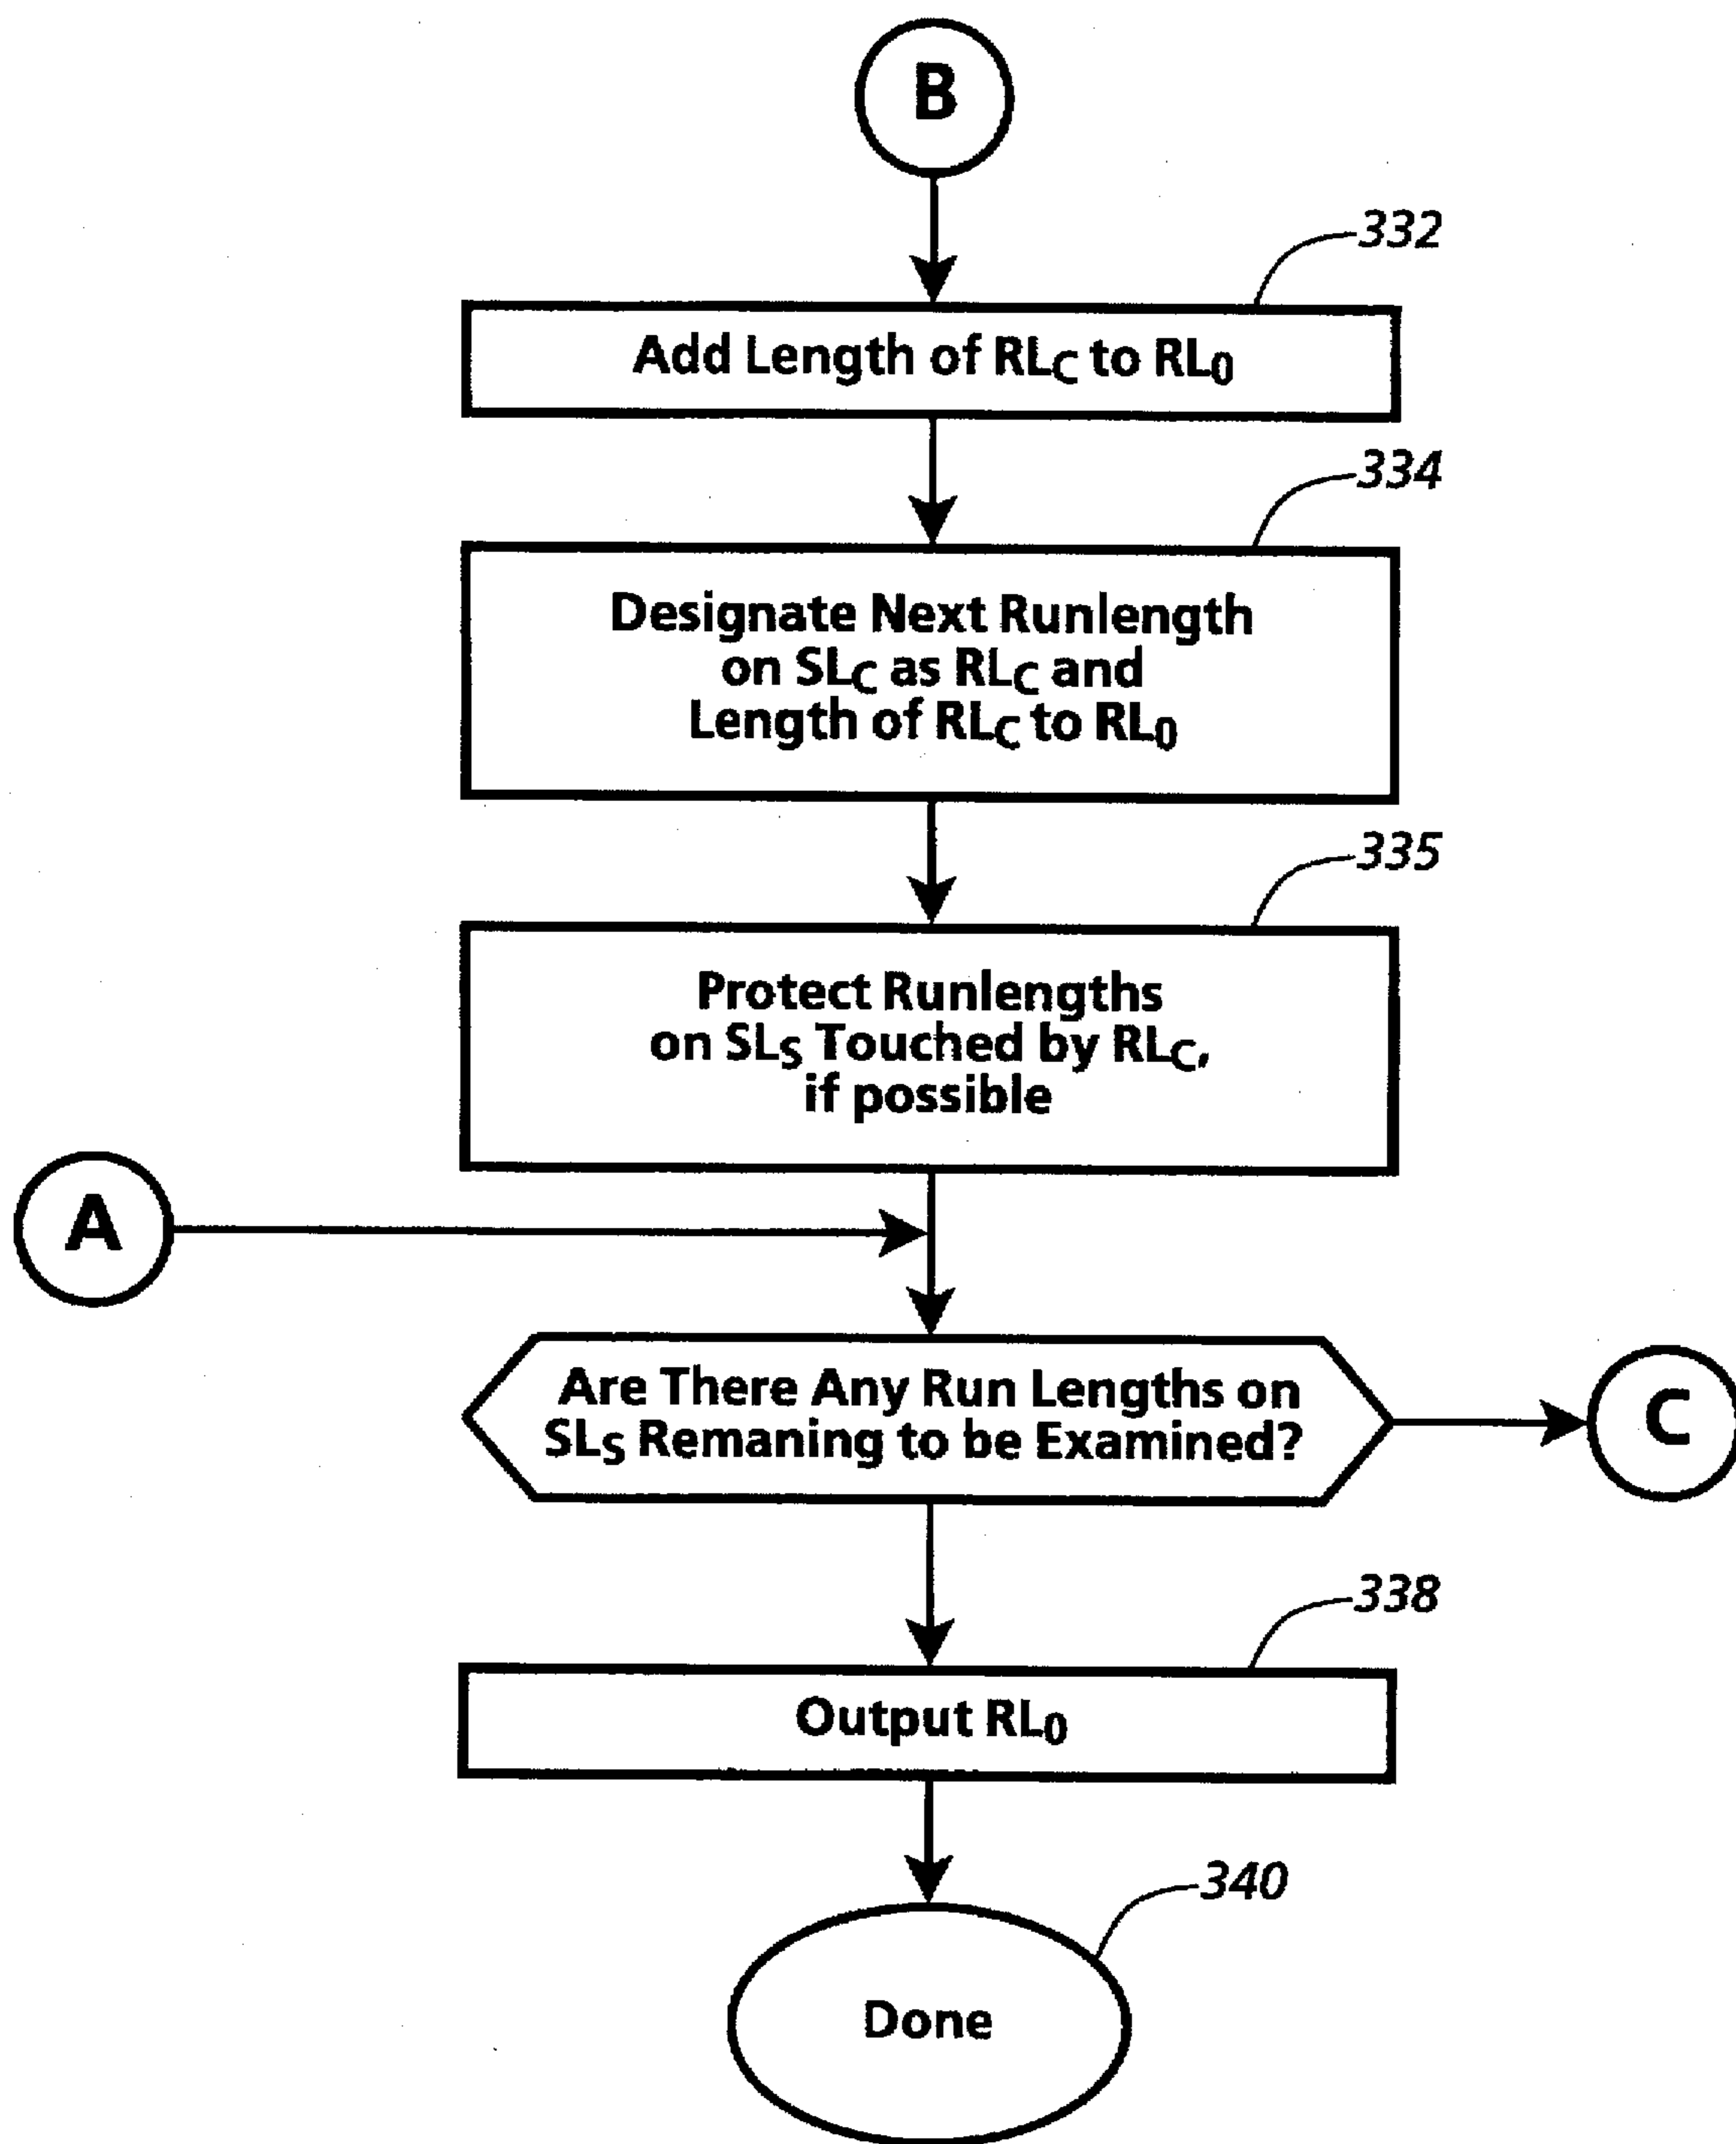 B
332
Add Length of RLC to RL0
334
Designate Next Runlength
on SLC as RLC and
Length of RLC to RL0
335
Protect Runlengths
on SLS Touched by RLC,
if possible
A
Are There Any Run Lengths on
SLS Remaning to be Examined?
C
338
Output RL0
340
Done